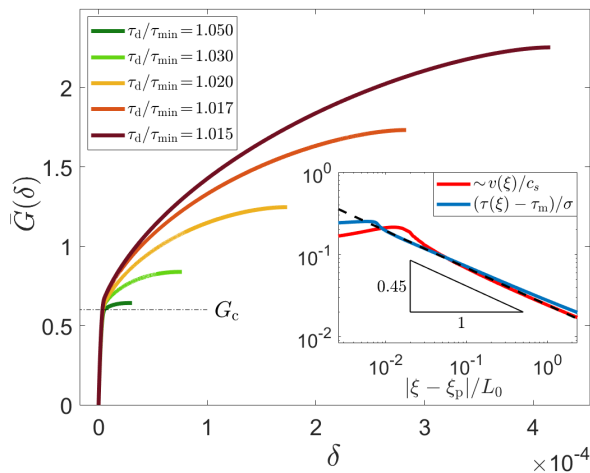 τd/τmin=1.050
τd/τmin=1.030
τd/τmin=1.020
τd/τmin=1.017
τd/τmin=1.015
2
1.5
1
0.5
0
Ḡ(δ)
Gc
0 1 2 3 4
×10⁻⁴
δ
∼v(ξ)/cs
(τ(ξ) − τm)/σ
10⁰
10⁻¹
10⁻²
0.45
1
10⁻² 10⁻¹ 10⁰
|ξ − ξp|/L0